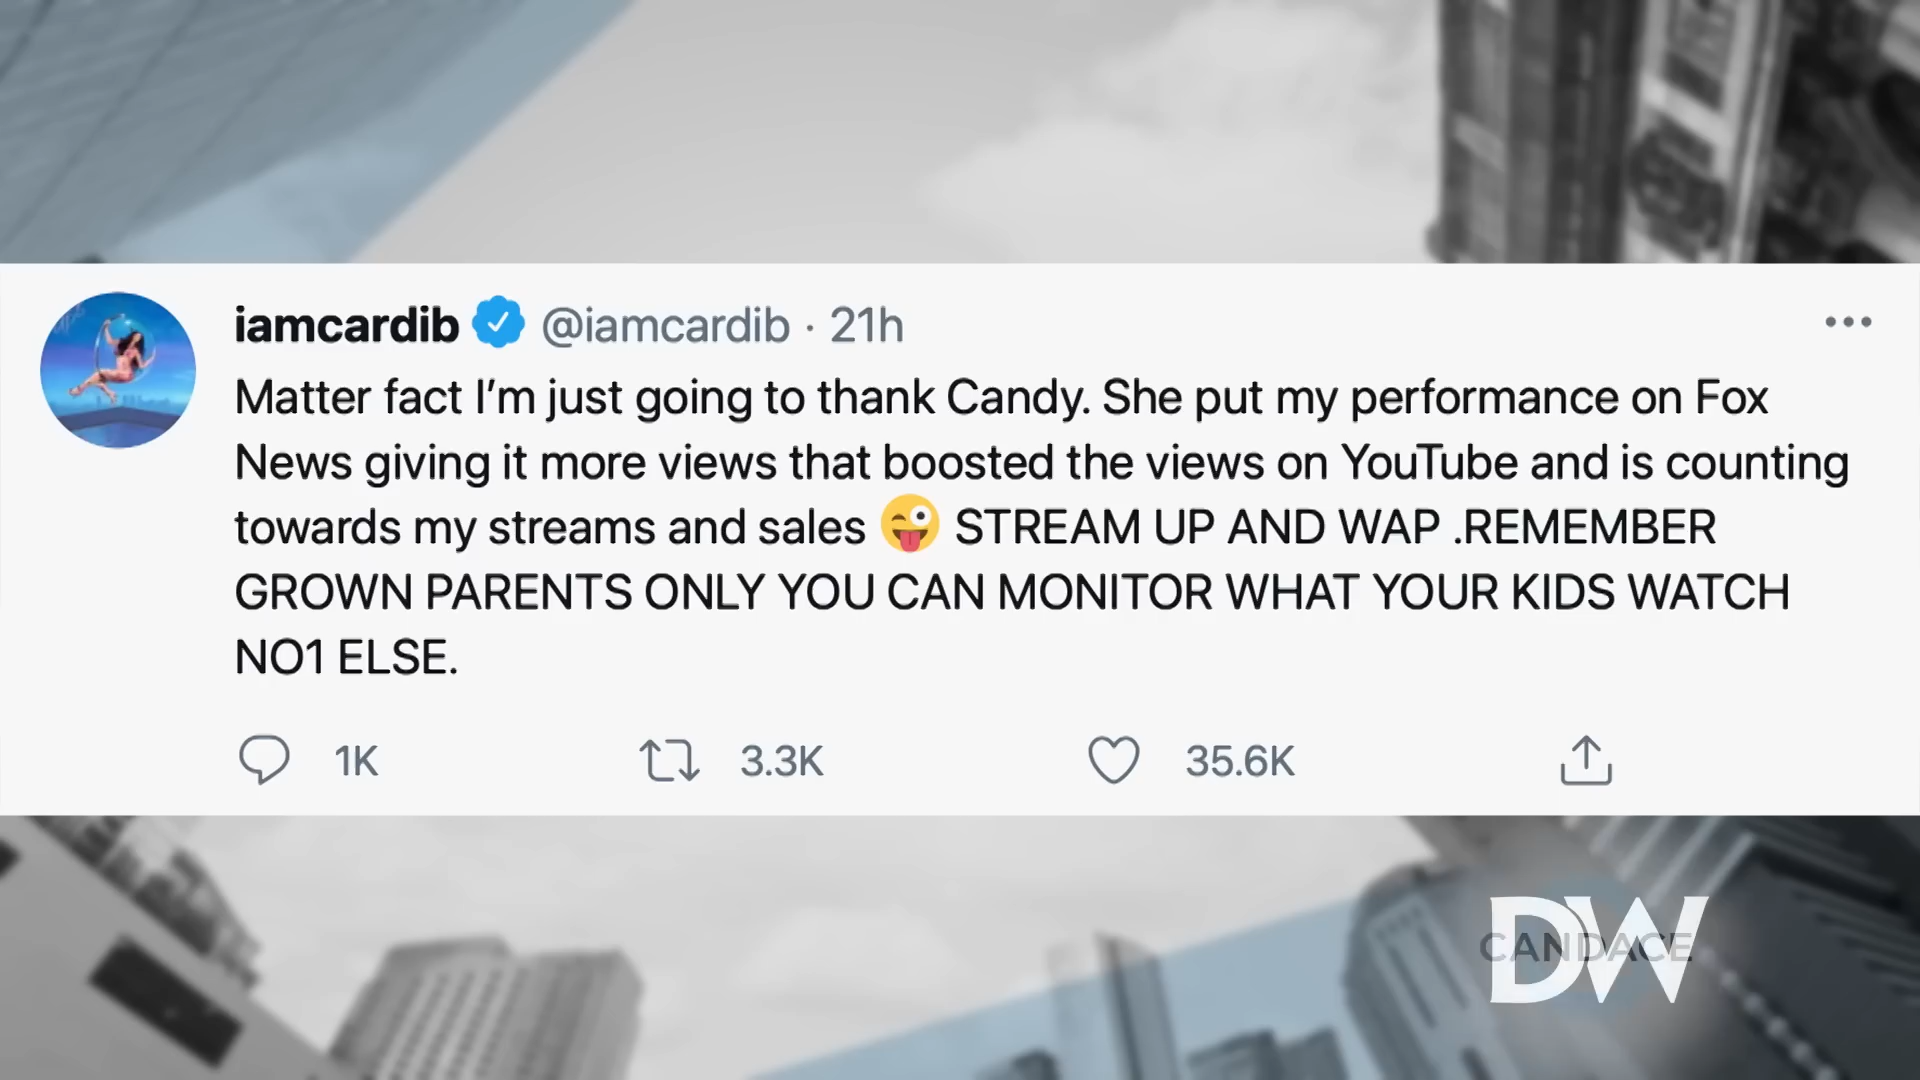 iamcardib @iamcardib · 21h
Matter fact I’m just going to thank Candy. She put my performance on Fox
News giving it more views that boosted the views on YouTube and is counting
towards my streams and sales 😜 STREAM UP AND WAP .REMEMBER
GROWN PARENTS ONLY YOU CAN MONITOR WHAT YOUR KIDS WATCH
NO1 ELSE.
1K 3.3K 35.6K
DW
CANDACE